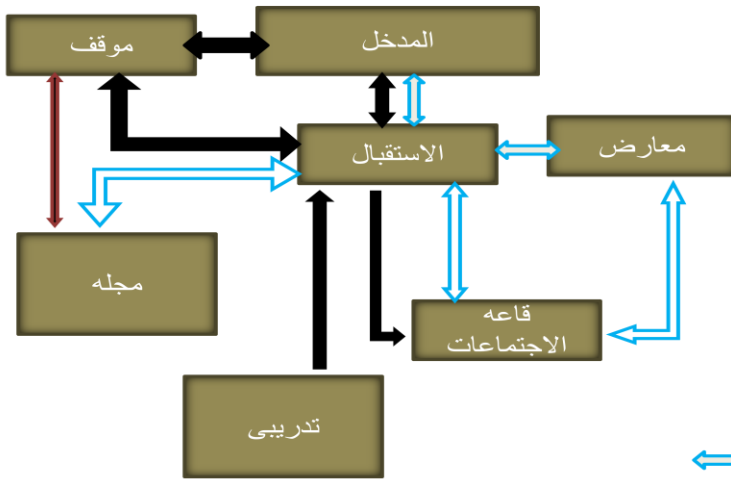 المدخل
موقف
الاستقبال
معارض
مجله
قاعه
الاجتماعات
تدريبى